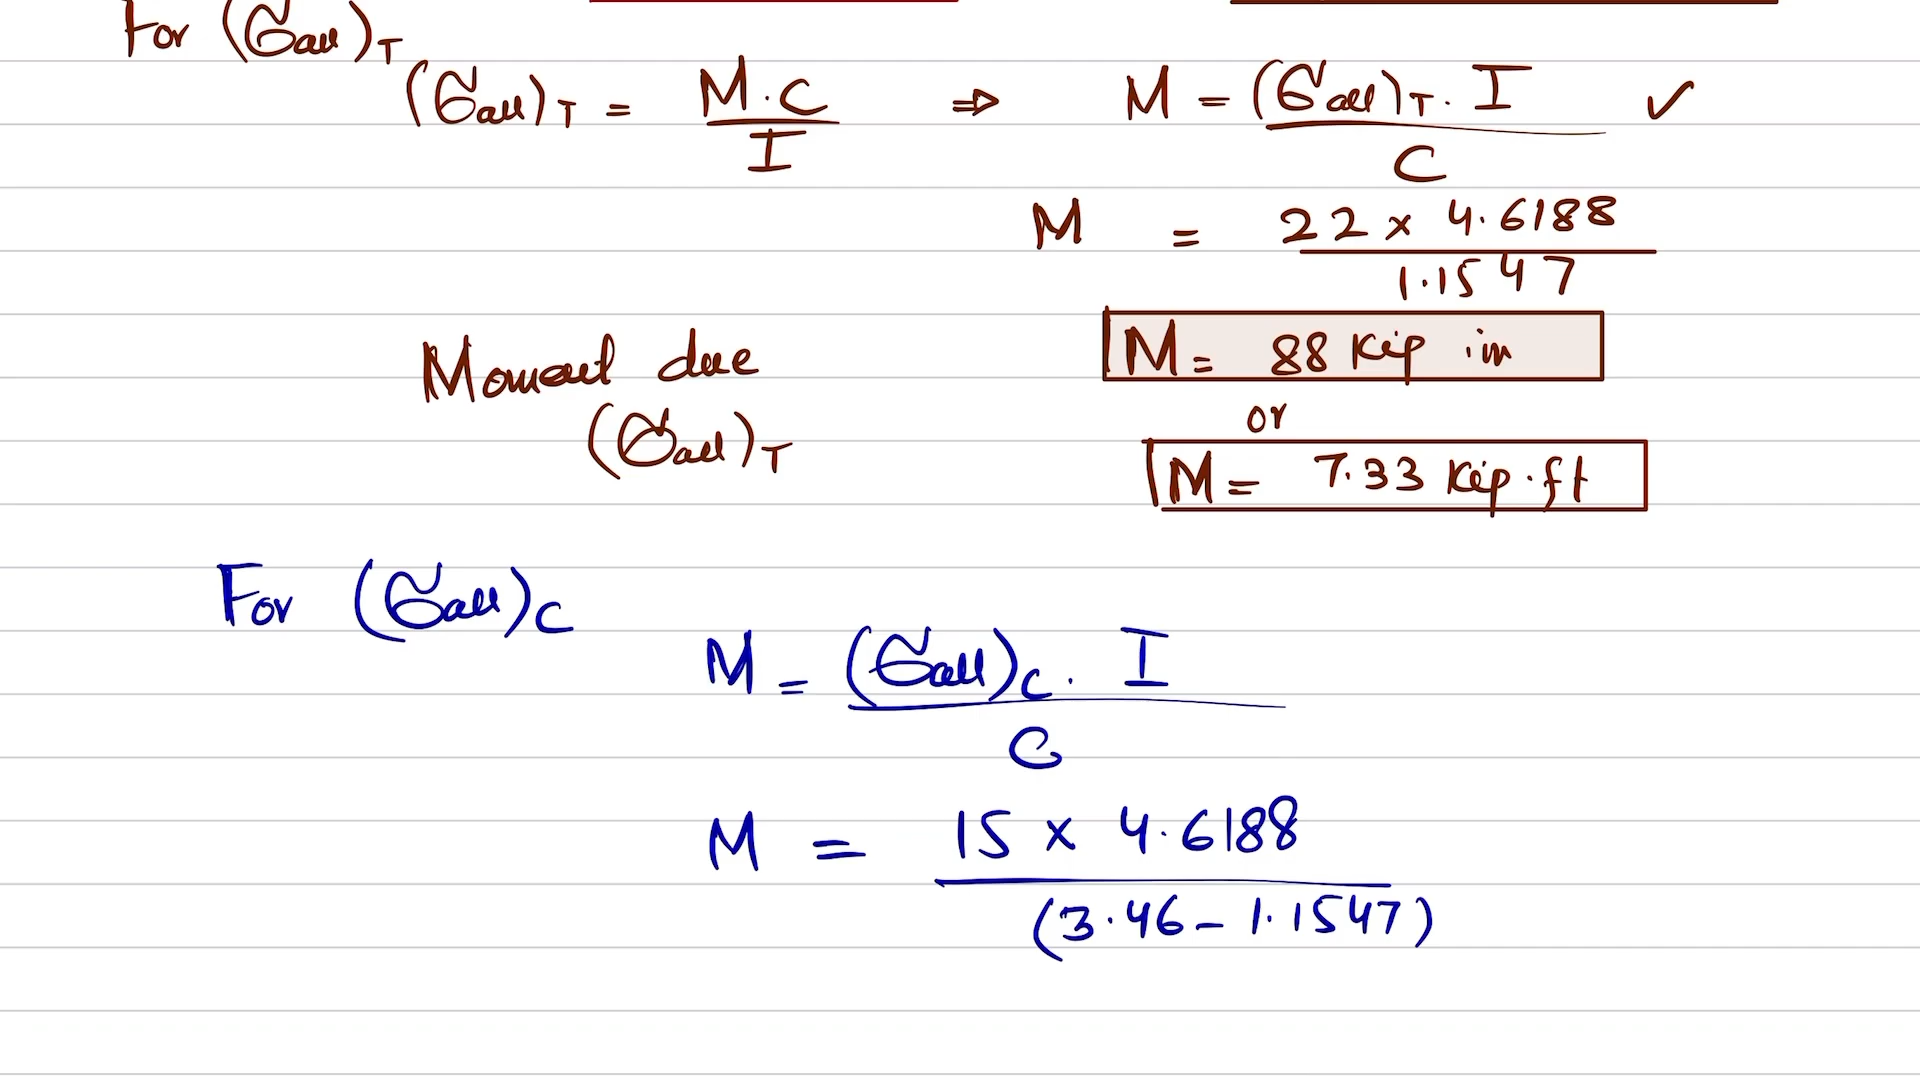 For (σall)T
(σall)T = M·C / I ⇒ M = (σall)T · I / C ✓
M = 22 x 4.6188 / 1.1547
M = 88 Kip in
Moment due
or
(σall)T
M = 7.33 Kip·ft
For (σall)C
M = (σall)C · I / C
M = 15 x 4.6188 / (3.46 - 1.1547)